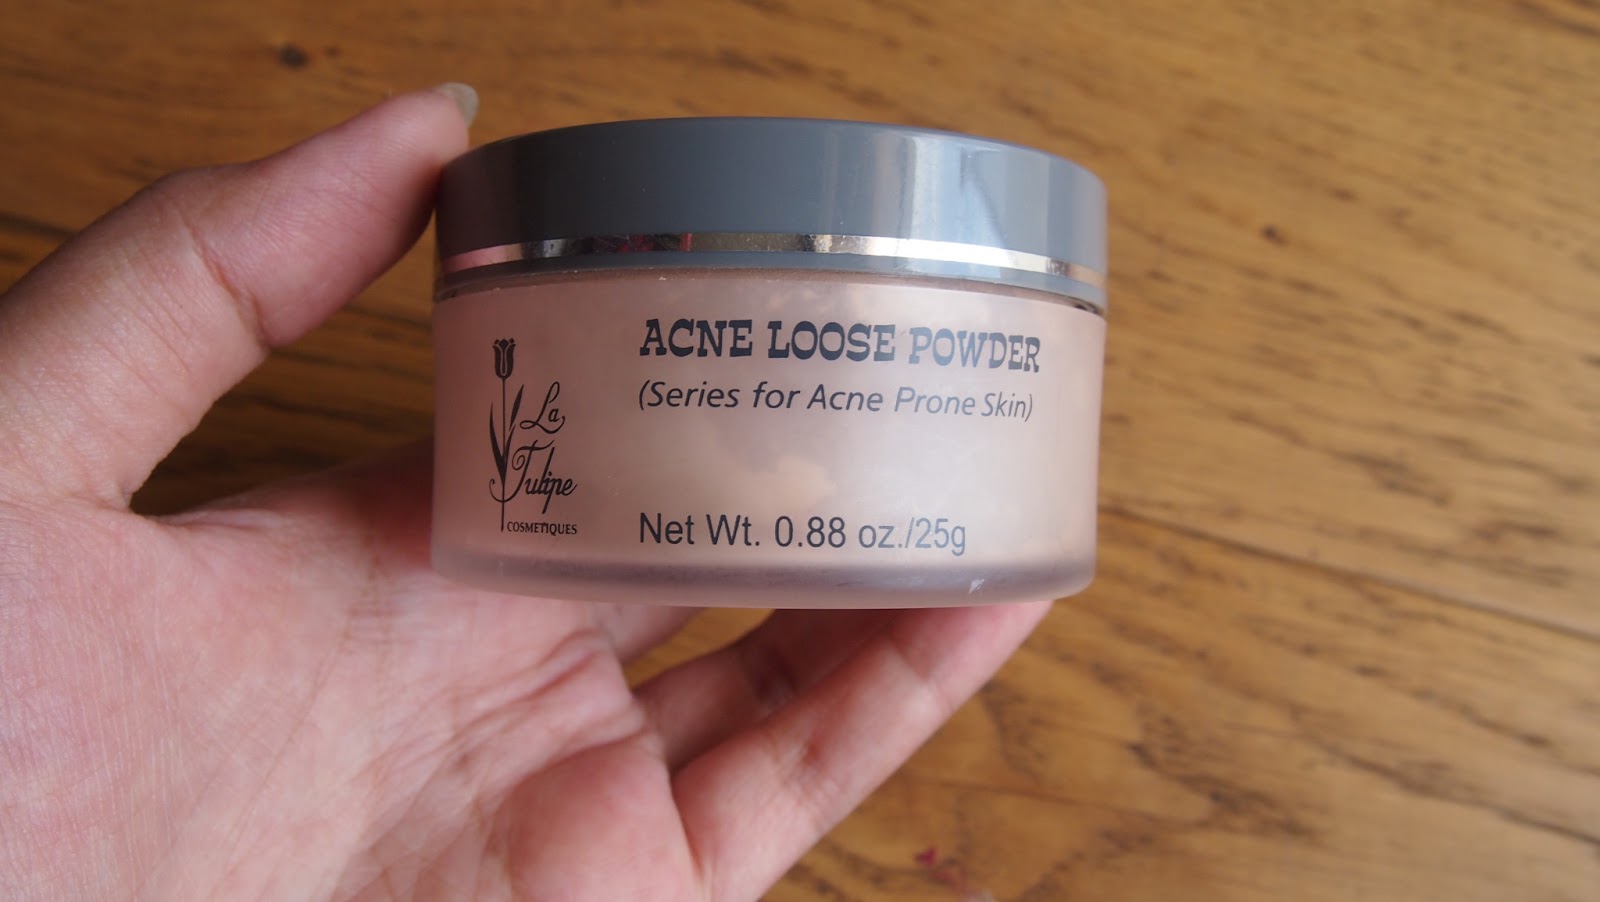 La
Tulipe
COSMETIQUES
ACNE LOOSE POWDER
(Series for Acne Prone Skin)
Net Wt. 0.88 oz./25g